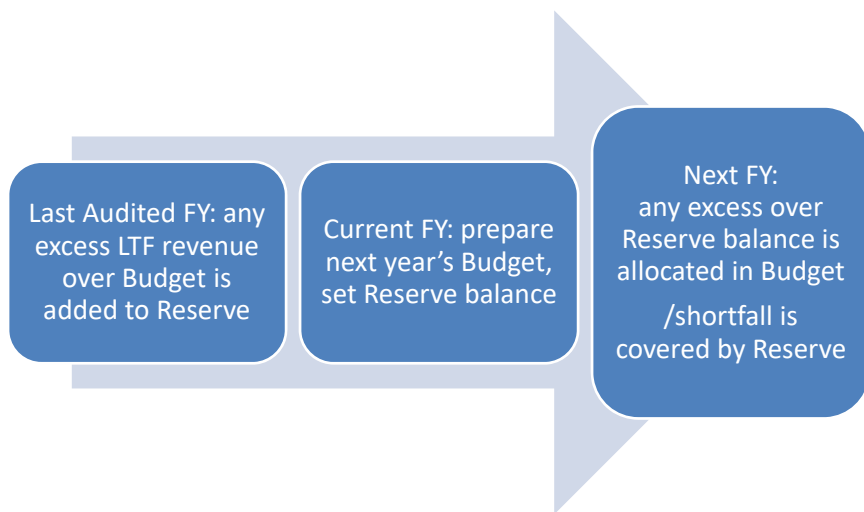 Last Audited FY: any
excess LTF revenue
over Budget is
added to Reserve
Current FY: prepare
next year’s Budget,
set Reserve balance
Next FY:
any excess over
Reserve balance is
allocated in Budget
/shortfall is
covered by Reserve